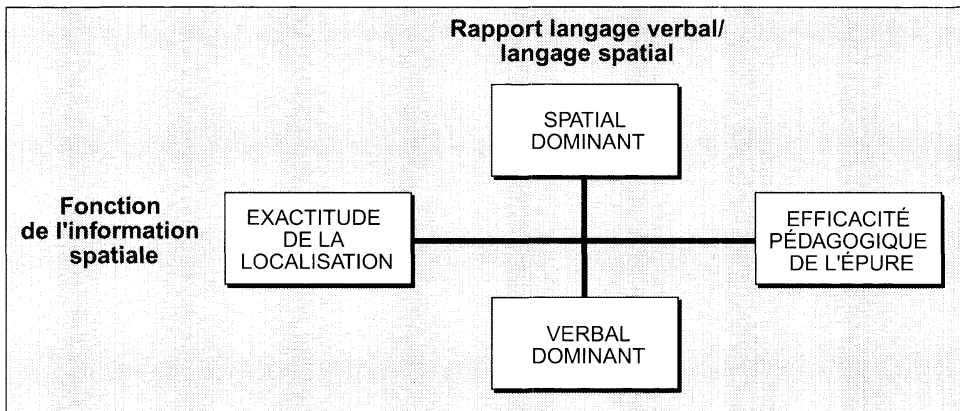 Rapport langage verbal/
langage spatial
SPATIAL
DOMINANT
Fonction
de l'information
spatiale
EXACTITUDE
DE LA
LOCALISATION
EFFICACITÉ
PÉDAGOGIQUE
DE L'ÉPURE
VERBAL
DOMINANT